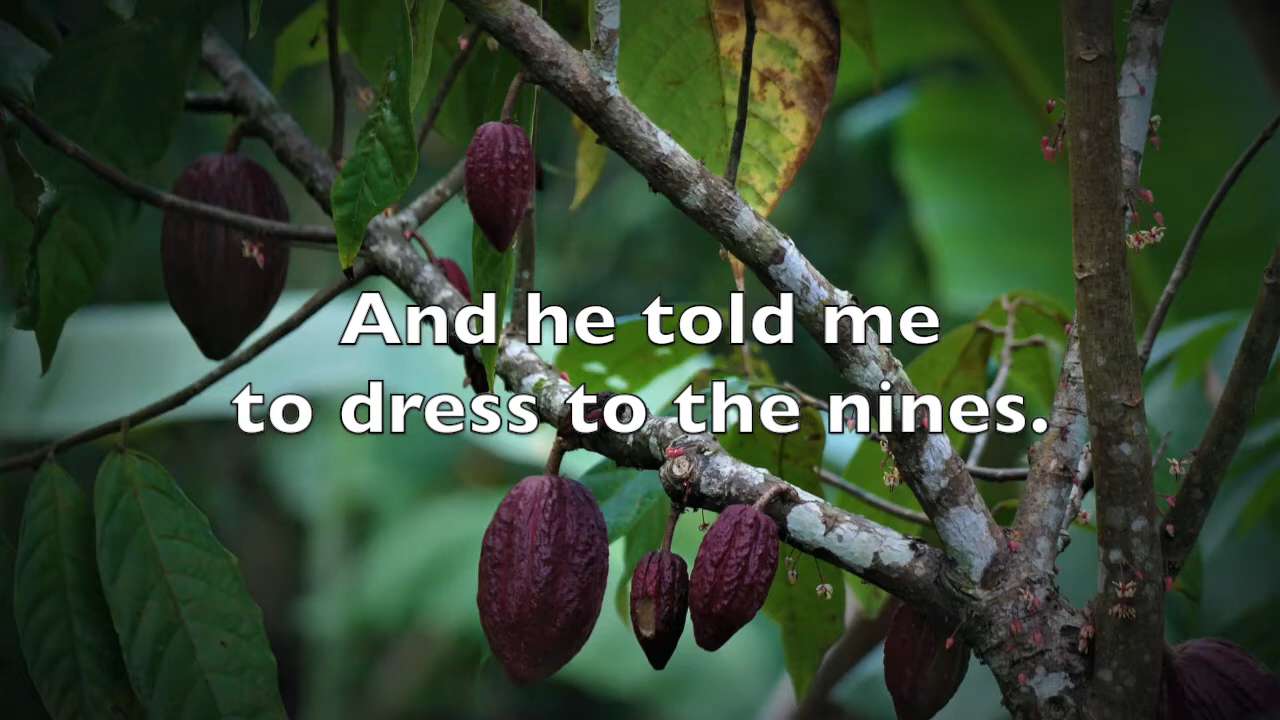 And he told me
to dress to the nines.